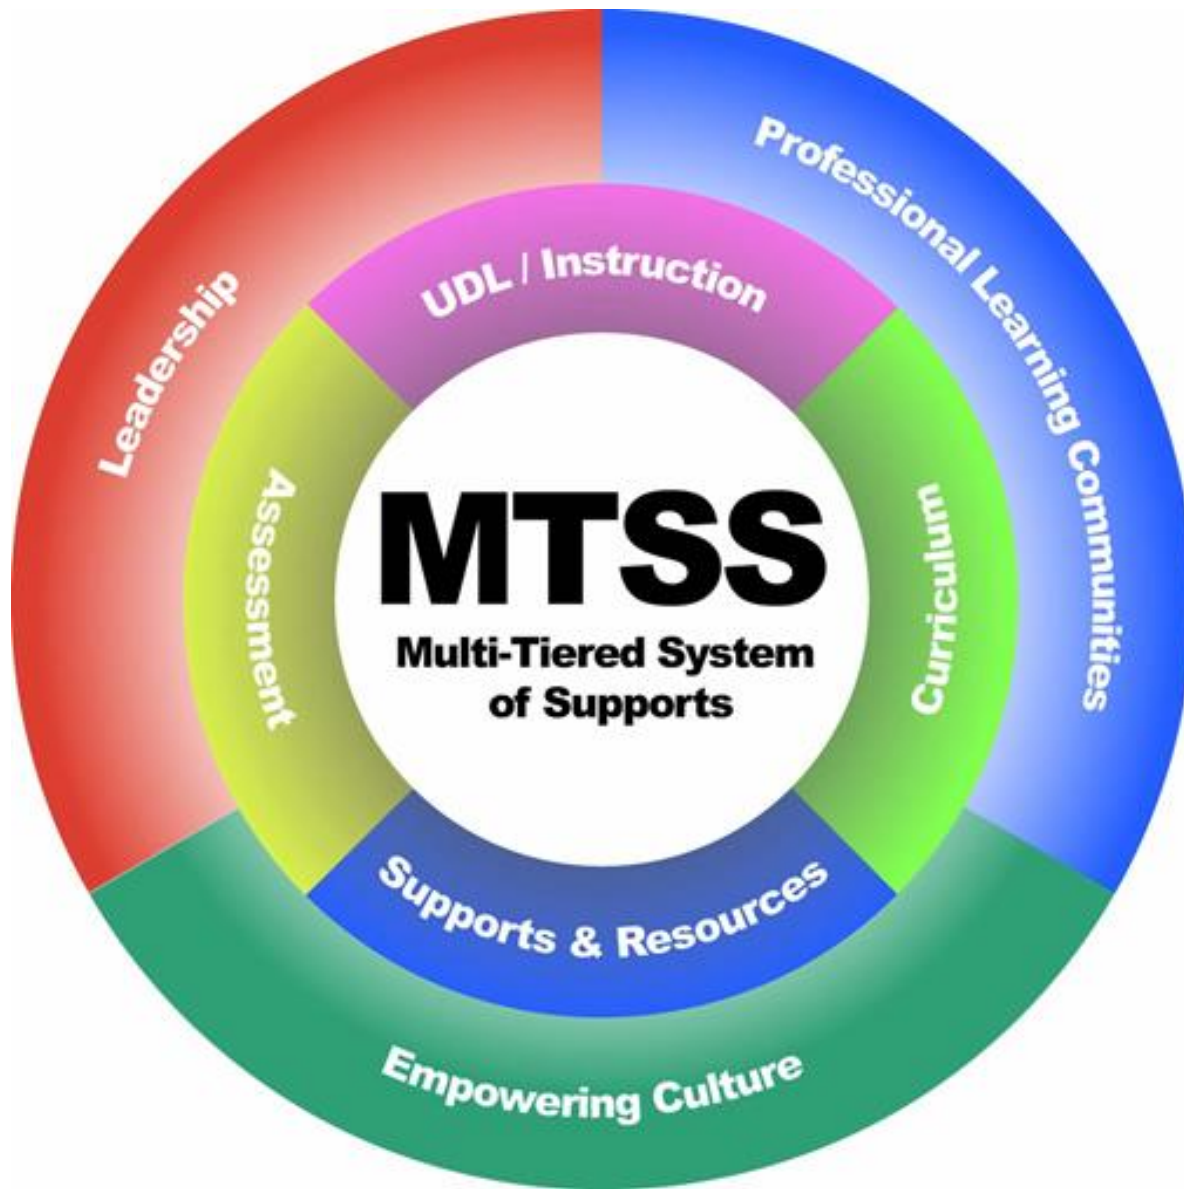 Leadership
Professional Learning Communities
UDL / Instruction
Assessment
Curriculum
MTSS
Multi-Tiered System
of Supports
Supports & Resources
Empowering Culture